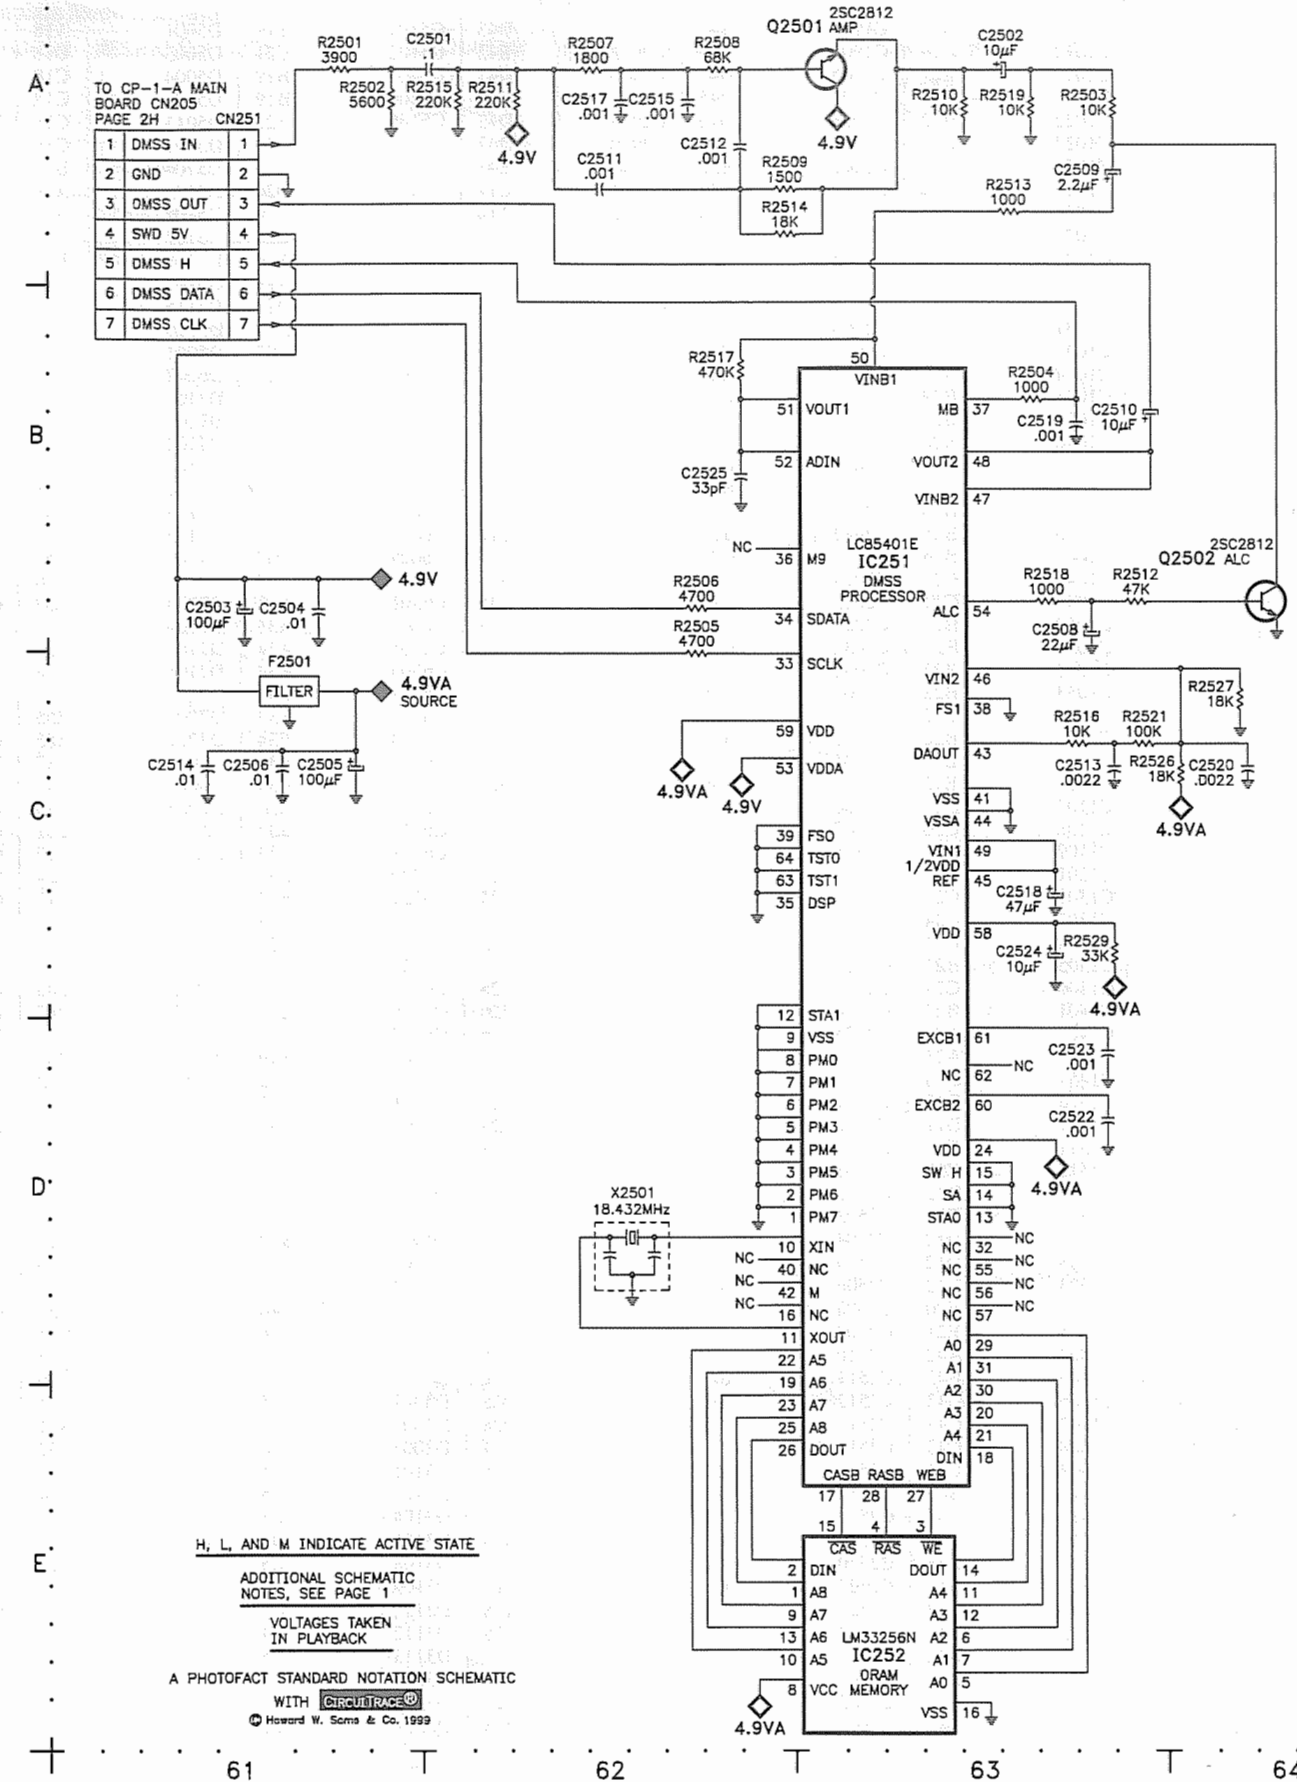 2SC2812
Q2501 AMP
R2501
3900
C2501
.1
R2507
1800
R2508
68K
C2502
10µF
A
TO CP-1-A MAIN
BOARD CN205
PAGE 2H CN251
R2502
5600
R2515
220K
R2511
220K
C2517
.001
C2515
.001
R2510
10K
R2519
10K
R2503
10K
4.9V
4.9V
1 DMSS IN 1
2 GND 2
3 DMSS OUT 3
4 SWD 5V 4
5 DMSS H 5
6 DMSS DATA 6
7 DMSS CLK 7
C2512
.001
C2511
.001
R2509
1500
R2514
18K
C2509
2.2µF
R2513
1000
R2517
470K
50
VINB1
R2504
1000
B
51 VOUT1
MB 37
C2519
.001
C2510
10µF
52 ADIN
VOUT2 48
C2525
33pF
VINB2 47
NC
36 M9
LC85401E
IC251
DMSS
PROCESSOR
2SC2812
Q2502 ALC
4.9V
C2503
100µF
C2504
.01
R2506
4700
34 SDATA
R2518
1000
R2512
47K
ALC 54
C2508
22µF
R2505
4700
33 SCLK
F2501
FILTER
4.9VA
SOURCE
VIN2 46
R2527
18K
FS1 38
59 VDD
R2516
10K
R2521
100K
DAOUT 43
C2514
.01
C2506
.01
C2505
100µF
4.9VA
53 VDDA
4.9V
C2513
.0022
R2526
18K
C2520
.0022
C
VSS 41
VSSA 44
4.9VA
39 FSO
64 TST0
63 TST1
35 DSP
VIN1 49
1/2VDD
REF 45
C2518
47µF
VDD 58
C2524
10µF
R2529
33K
4.9VA
12 STA1
9 VSS
8 PM0
7 PM1
6 PM2
5 PM3
4 PM4
3 PM5
2 PM6
1 PM7
EXCB1 61
C2523
.001
NC 62 NC
EXCB2 60
C2522
.001
VDD 24
4.9VA
SW H 15
SA 14
STA0 13
D
X2501
18.432MHz
10 XIN
NC
40 NC
NC
42 M
NC
16 NC
11 XOUT
NC
NC 32
NC
NC 55
NC
NC 56
NC
NC 57
22 A5
19 A6
23 A7
25 A8
26 DOUT
A0 29
A1 31
A2 30
A3 20
A4 21
DIN 18
CASB RASB WEB
17 28 27
15 4 3
CAS RAS WE
E
H, L, AND M INDICATE ACTIVE STATE
ADDITIONAL SCHEMATIC
NOTES, SEE PAGE 1
VOLTAGES TAKEN
IN PLAYBACK
A PHOTOFACT STANDARD NOTATION SCHEMATIC
WITH CIRCUITRACE®
© Howard W. Sams & Co. 1999
2 DIN
1 A8
9 A7
13 A6
10 A5
8 VCC
LM33256N
IC252
DRAM
MEMORY
DOUT 14
A4 11
A3 12
A2 6
A1 7
A0 5
VSS 16
4.9VA
61 62 63 64